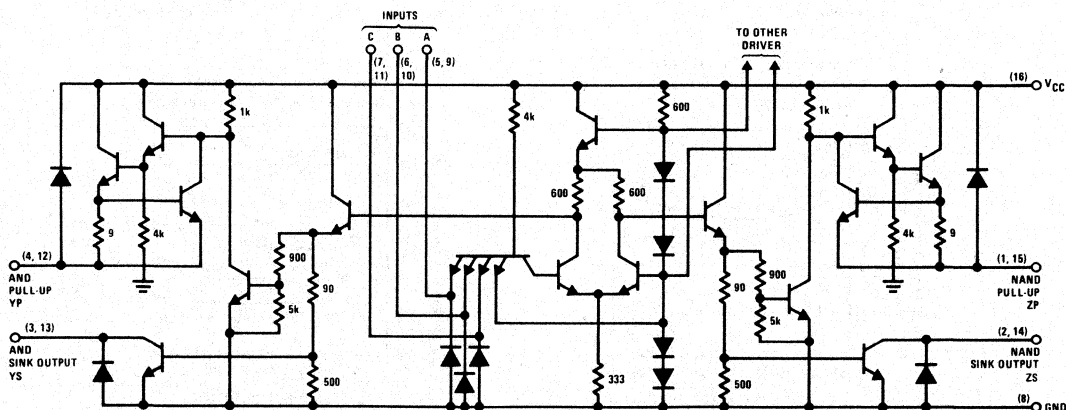 INPUTS
C B A
(7, 11) (6, 10) (5, 9)
TO OTHER
DRIVER
(16) VCC
1k
4k
600
1k
600
600
9
4k
4k
9
(4, 12)
AND
PULL-UP
YP
900
5k
90
90
900
5k
(1, 15)
NAND
PULL-UP
ZP
(3, 13)
AND
SINK OUTPUT
YS
500
333
500
(2, 14)
NAND
SINK OUTPUT
ZS
(8) GND